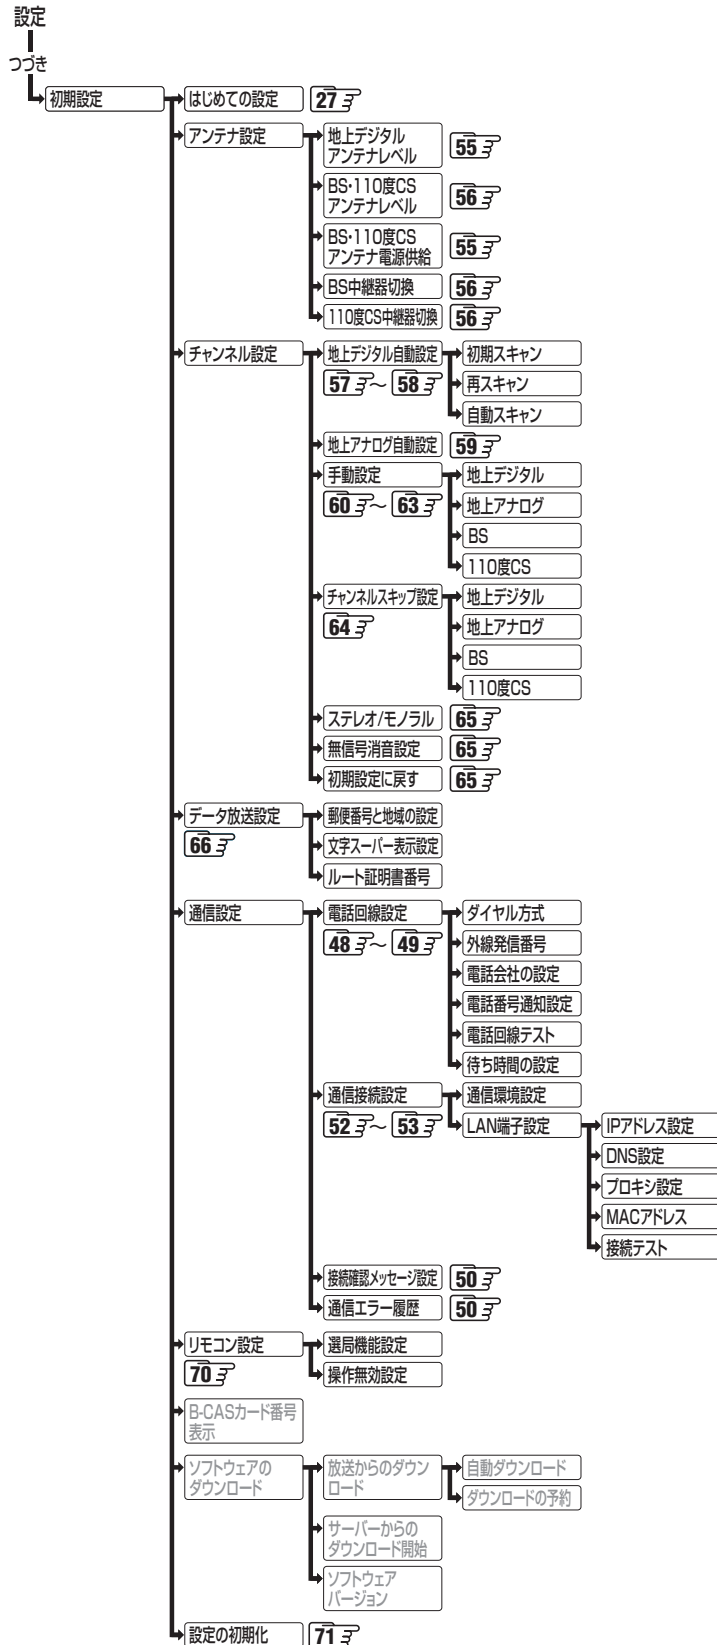 設定
つづき
初期設定
はじめての設定 27
アンテナ設定
地上デジタル
アンテナレベル
55
BS・110度CS
アンテナレベル
56
BS・110度CS
アンテナ電源供給
55
BS中継器切換 56
110度CS中継器切換 56
チャンネル設定
地上デジタル自動設定
57 ～ 58
初期スキャン
再スキャン
自動スキャン
地上アナログ自動設定 59
手動設定
60 ～ 63
地上デジタル
地上アナログ
BS
110度CS
チャンネルスキップ設定
64
地上デジタル
地上アナログ
BS
110度CS
ステレオ/モノラル 65
無信号消音設定 65
初期設定に戻す 65
データ放送設定
66
郵便番号と地域の設定
文字スーパー表示設定
ルート証明書番号
通信設定
電話回線設定
48 ～ 49
ダイヤル方式
外線発信番号
電話会社の設定
電話番号通知設定
電話回線テスト
待ち時間の設定
通信接続設定
52 ～ 53
通信環境設定
LAN端子設定
IPアドレス設定
DNS設定
プロキシ設定
MACアドレス
接続テスト
接続確認メッセージ設定 50
通信エラー履歴 50
リモコン設定
70
選局機能設定
操作無効設定
B-CASカード番号
表示
ソフトウェアの
ダウンロード
放送からのダウン
ロード
自動ダウンロード
ダウンロードの予約
サーバーからの
ダウンロード開始
ソフトウェア
バージョン
設定の初期化 71